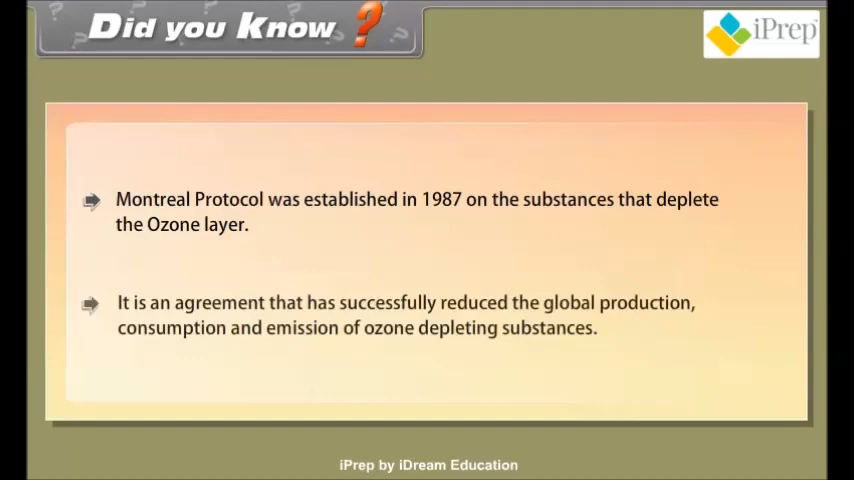 Did you Know ?
iPrep
Montreal Protocol was established in 1987 on the substances that deplete
the Ozone layer.
It is an agreement that has successfully reduced the global production,
consumption and emission of ozone depleting substances.
iPrep by iDream Education